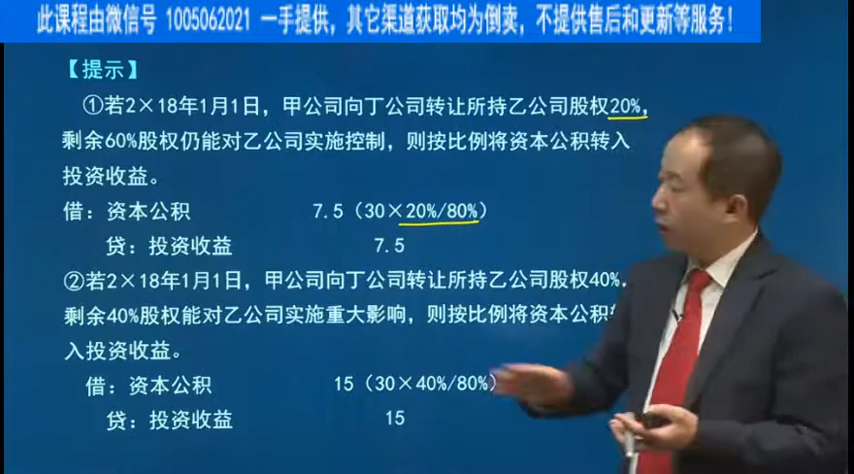 此课程由微信号 1005062021 一手提供，其它渠道获取均为倒卖，不提供售后和更新等服务！
【提示】
①若2×18年1月1日，甲公司向丁公司转让所持乙公司股权20%，
剩余60%股权仍能对乙公司实施控制，则按比例将资本公积转入
投资收益。
借：资本公积 7.5（30×20%/80%）
贷：投资收益 7.5
②若2×18年1月1日，甲公司向丁公司转让所持乙公司股权40%，
剩余40%股权能对乙公司实施重大影响，则按比例将资本公积
入投资收益。
借：资本公积 15（30×40%/80%）
贷：投资收益 15